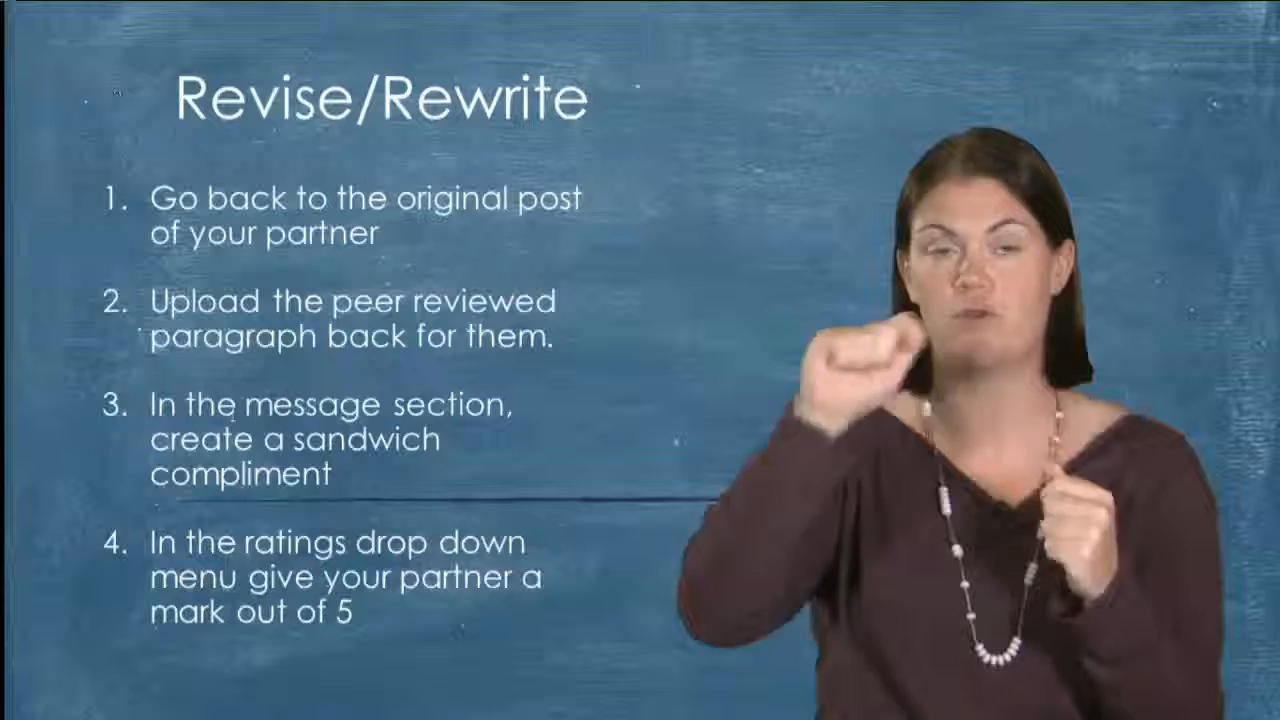 Revise/Rewrite
1. Go back to the original post
of your partner
2. Upload the peer reviewed
paragraph back for them.
3. In the message section,
create a sandwich
compliment
4. In the ratings drop down
menu give your partner a
mark out of 5